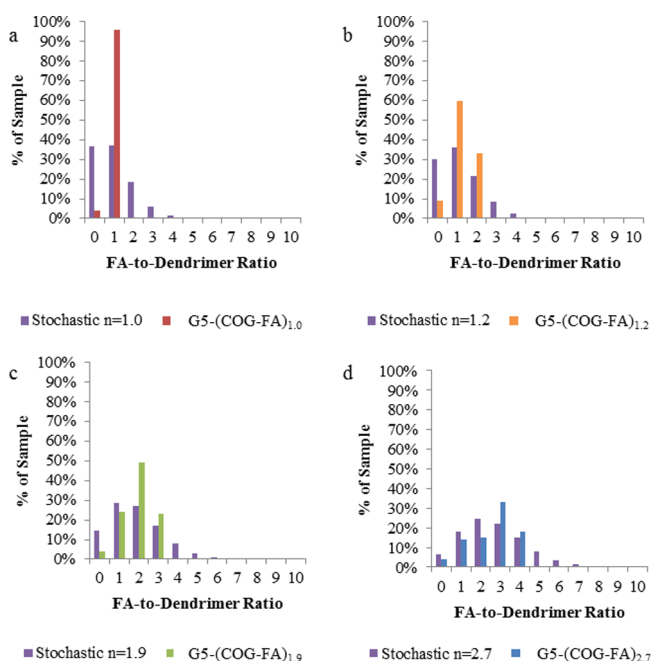 a
100%
90%
80%
70%
60%
50%
40%
30%
20%
10%
0%
% of Sample
0 1 2 3 4 5 6 7 8 9 10
FA-to-Dendrimer Ratio
Stochastic n=1.0 G5-(COG-FA)1.0
b
100%
90%
80%
70%
60%
50%
40%
30%
20%
10%
0%
% of Sample
0 1 2 3 4 5 6 7 8 9 10
FA-to-Dendrimer Ratio
Stochastic n=1.2 G5-(COG-FA)1.2
c
100%
90%
80%
70%
60%
50%
40%
30%
20%
10%
0%
% of Sample
0 1 2 3 4 5 6 7 8 9 10
FA-to-Dendrimer Ratio
Stochastic n=1.9 G5-(COG-FA)1.9
d
100%
90%
80%
70%
60%
50%
40%
30%
20%
10%
0%
% of Sample
0 1 2 3 4 5 6 7 8 9 10
FA-to-Dendrimer Ratio
Stochastic n=2.7 G5-(COG-FA)2.7